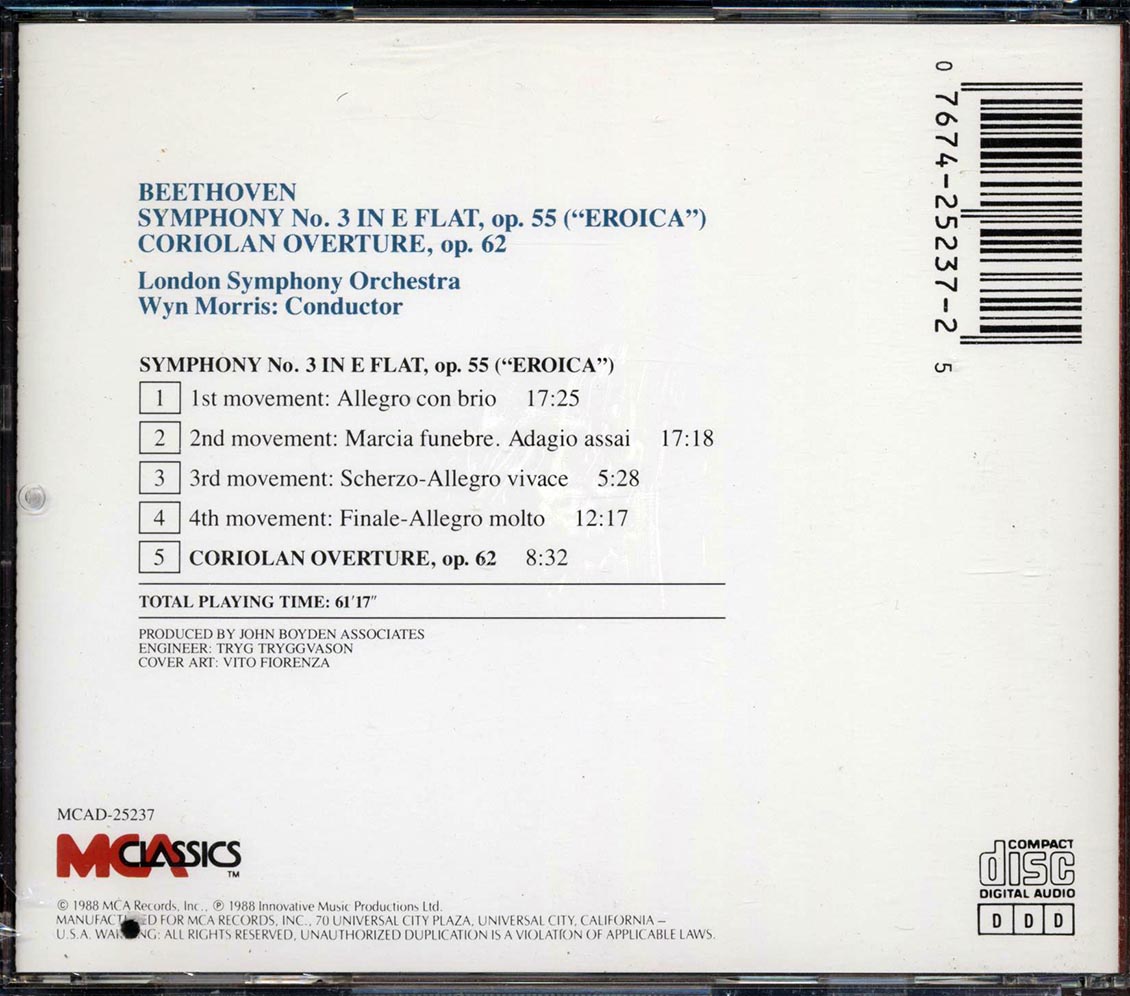 BEETHOVEN
SYMPHONY No. 3 IN E FLAT, op. 55 (“EROICA”)
CORIOLAN OVERTURE, op. 62
London Symphony Orchestra
Wyn Morris: Conductor
SYMPHONY No. 3 IN E FLAT, op. 55 (“EROICA”)
1 1st movement: Allegro con brio 17:25
2 2nd movement: Marcia funebre. Adagio assai 17:18
3 3rd movement: Scherzo-Allegro vivace 5:28
4 4th movement: Finale-Allegro molto 12:17
5 CORIOLAN OVERTURE, op. 62 8:32
TOTAL PLAYING TIME: 61′17″
PRODUCED BY JOHN BOYDEN ASSOCIATES
ENGINEER: TRYG TRYGGVASON
COVER ART: VITO FIORENZA
0 7674-25237-2 5
MCAD-25237
MCA CLASSICS TM
© 1988 MCA Records, Inc., ℗ 1988 Innovative Music Productions Ltd.
MANUFACTURED FOR MCA RECORDS, INC., 70 UNIVERSAL CITY PLAZA, UNIVERSAL CITY, CALIFORNIA –
U.S.A. WARNING: ALL RIGHTS RESERVED, UNAUTHORIZED DUPLICATION IS A VIOLATION OF APPLICABLE LAWS.
COMPACT
disc
DIGITAL AUDIO
D D D